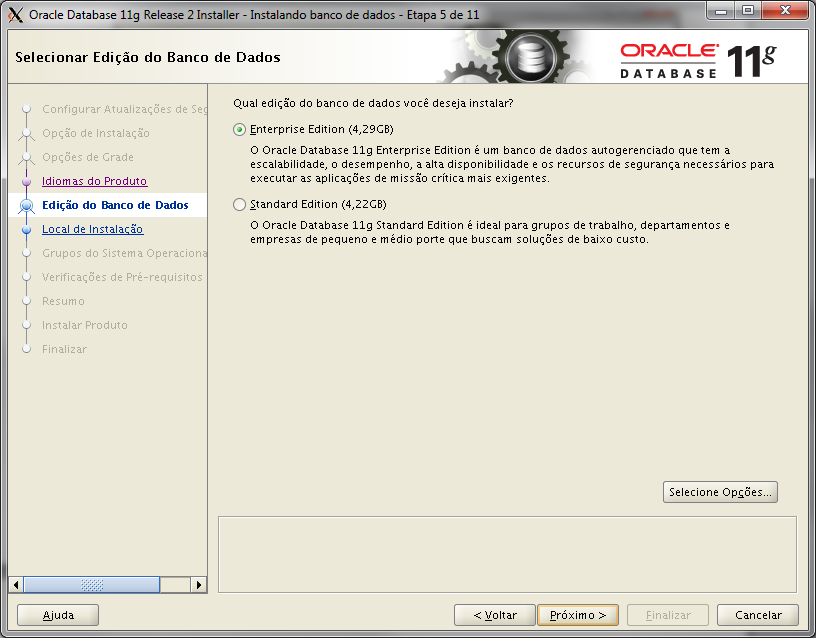 Oracle Database 11g Release 2 Installer - Instalando banco de dados - Etapa 5 de 11
Selecionar Edição do Banco de Dados
ORACLE
DATABASE 11g
Configurar Atualizações de Seg
Opção de Instalação
Opções de Grade
Idiomas do Produto
Edição do Banco de Dados
Local de Instalação
Grupos do Sistema Operaciona
Verificações de Pré-requisitos
Resumo
Instalar Produto
Finalizar
Qual edição do banco de dados você deseja instalar?
Enterprise Edition (4,29GB)
O Oracle Database 11g Enterprise Edition é um banco de dados autogerenciado que tem a
escalabilidade, o desempenho, a alta disponibilidade e os recursos de segurança necessários para
executar as aplicações de missão crítica mais exigentes.
Standard Edition (4,22GB)
O Oracle Database 11g Standard Edition é ideal para grupos de trabalho, departamentos e
empresas de pequeno e médio porte que buscam soluções de baixo custo.
Selecione Opções...
Ajuda
< Voltar
Próximo >
Finalizar
Cancelar